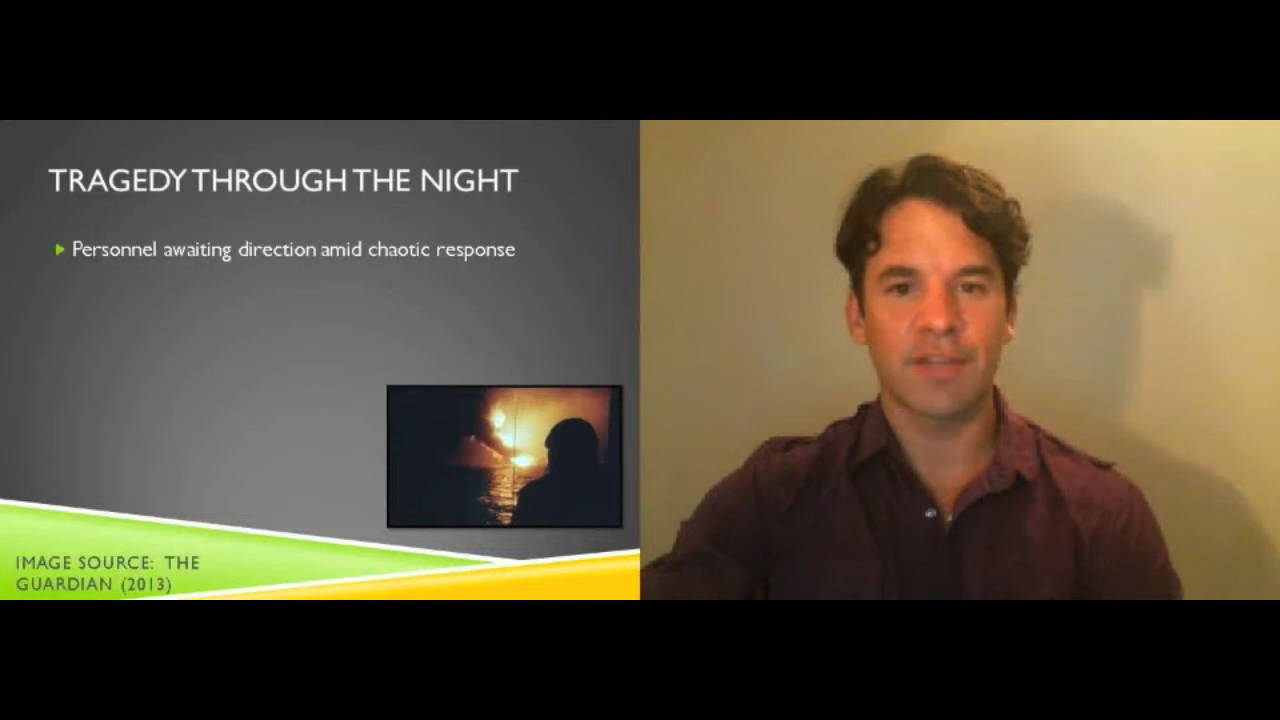 TRAGEDY THROUGH THE NIGHT
Personnel awaiting direction amid chaotic response
IMAGE SOURCE: THE
GUARDIAN (2013)